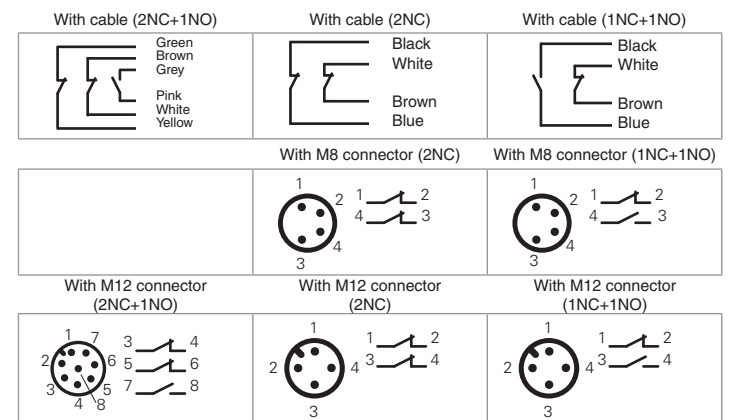 With cable (2NC+1NO)
With cable (2NC)
With cable (1NC+1NO)
Green
Brown
Grey
Pink
White
Yellow
Black
White
Brown
Blue
Black
White
Brown
Blue
With M8 connector (2NC)
With M8 connector (1NC+1NO)
1
2
4
3
1 2
4 3
1
2
4
3
1 2
4 3
With M12 connector
(2NC+1NO)
With M12 connector
(2NC)
With M12 connector
(1NC+1NO)
1 7
2 6
3 5
4 8
3 4
5 6
7 8
1
2 4
3
1 2
3 4
1
2 4
3
1 2
3 4